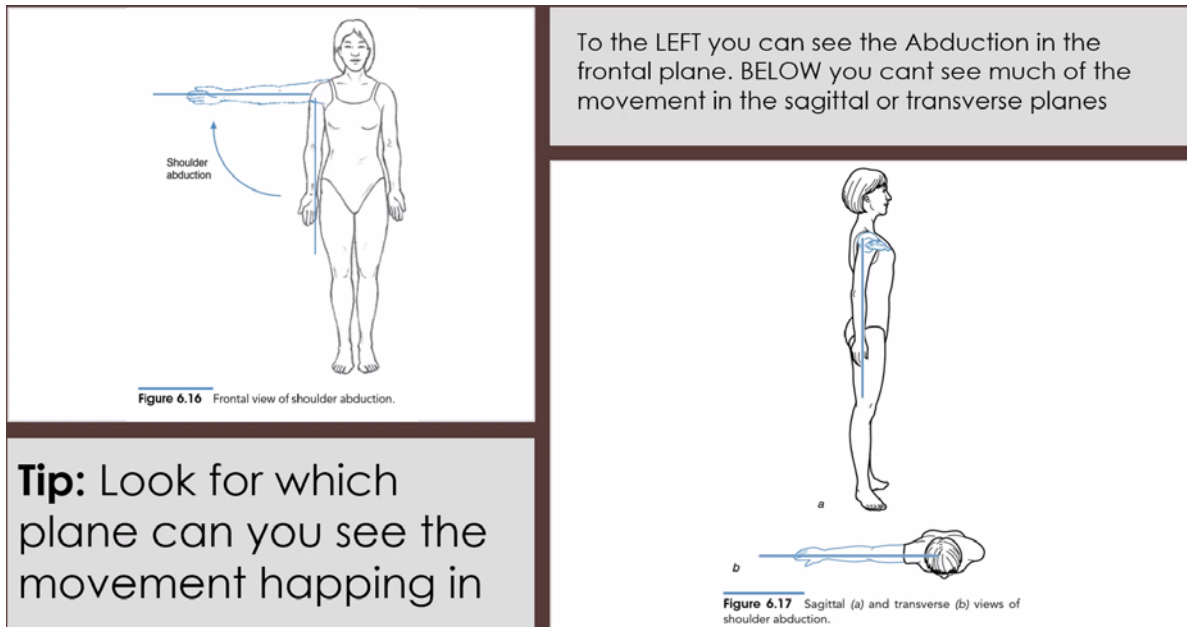 Shoulder
abduction
Figure 6.16 Frontal view of shoulder abduction.
To the LEFT you can see the Abduction in the
frontal plane. BELOW you cant see much of the
movement in the sagittal or transverse planes
Tip: Look for which
plane can you see the
movement happing in
a
b
Figure 6.17 Sagittal (a) and transverse (b) views of
shoulder abduction.